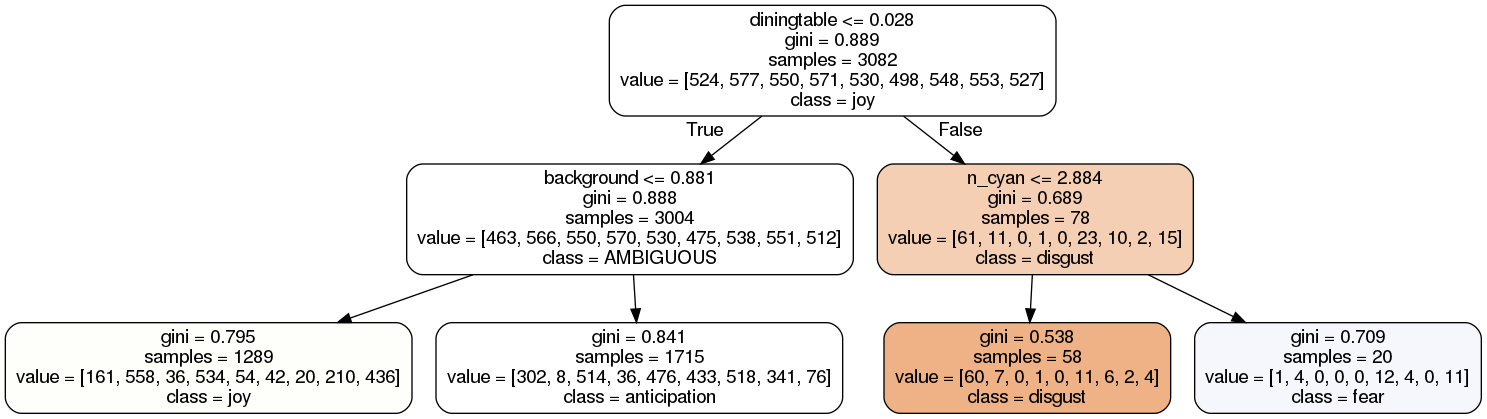 diningtable <= 0.028
gini = 0.889
samples = 3082
value = [524, 577, 550, 571, 530, 498, 548, 553, 527]
class = joy
True
False
background <= 0.881
gini = 0.888
samples = 3004
value = [463, 566, 550, 570, 530, 475, 538, 551, 512]
class = AMBIGUOUS
n_cyan <= 2.884
gini = 0.689
samples = 78
value = [61, 11, 0, 1, 0, 23, 10, 2, 15]
class = disgust
gini = 0.795
samples = 1289
value = [161, 558, 36, 534, 54, 42, 20, 210, 436]
class = joy
gini = 0.841
samples = 1715
value = [302, 8, 514, 36, 476, 433, 518, 341, 76]
class = anticipation
gini = 0.538
samples = 58
value = [60, 7, 0, 1, 0, 11, 6, 2, 4]
class = disgust
gini = 0.709
samples = 20
value = [1, 4, 0, 0, 0, 12, 4, 0, 11]
class = fear